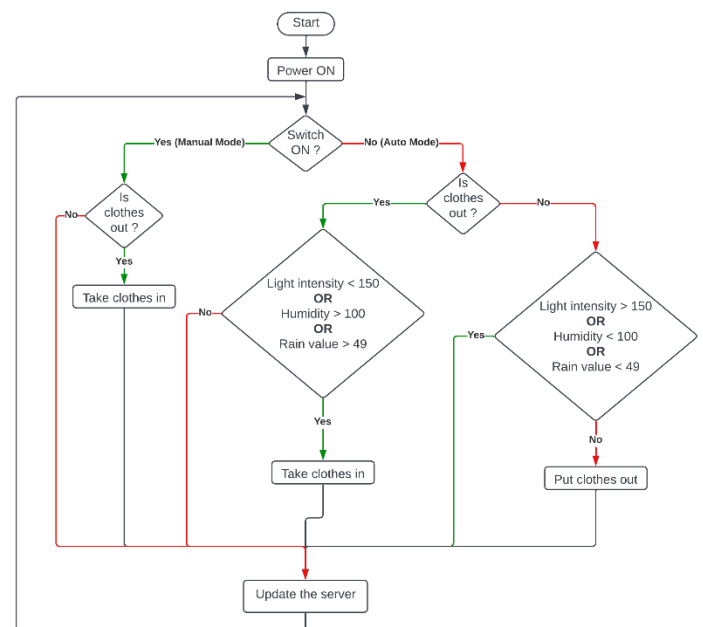 Start
Power ON
Switch
ON ?
Yes (Manual Mode)
No (Auto Mode)
Is
clothes
out ?
No
Yes
Take clothes in
Is
clothes
out ?
Yes
No
Light intensity < 150
OR
Humidity > 100
OR
Rain value > 49
No
Yes
Take clothes in
Light intensity > 150
OR
Humidity < 100
OR
Rain value < 49
Yes
No
Put clothes out
Update the server